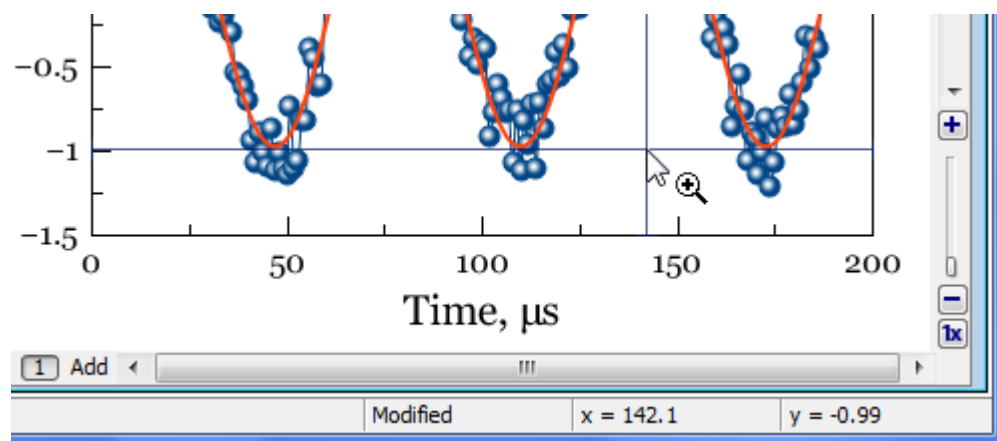 −0.5
−1
−1.5
0 50 100 150 200
Time, µs
1 Add
1x
Modified x = 142.1 y = -0.99